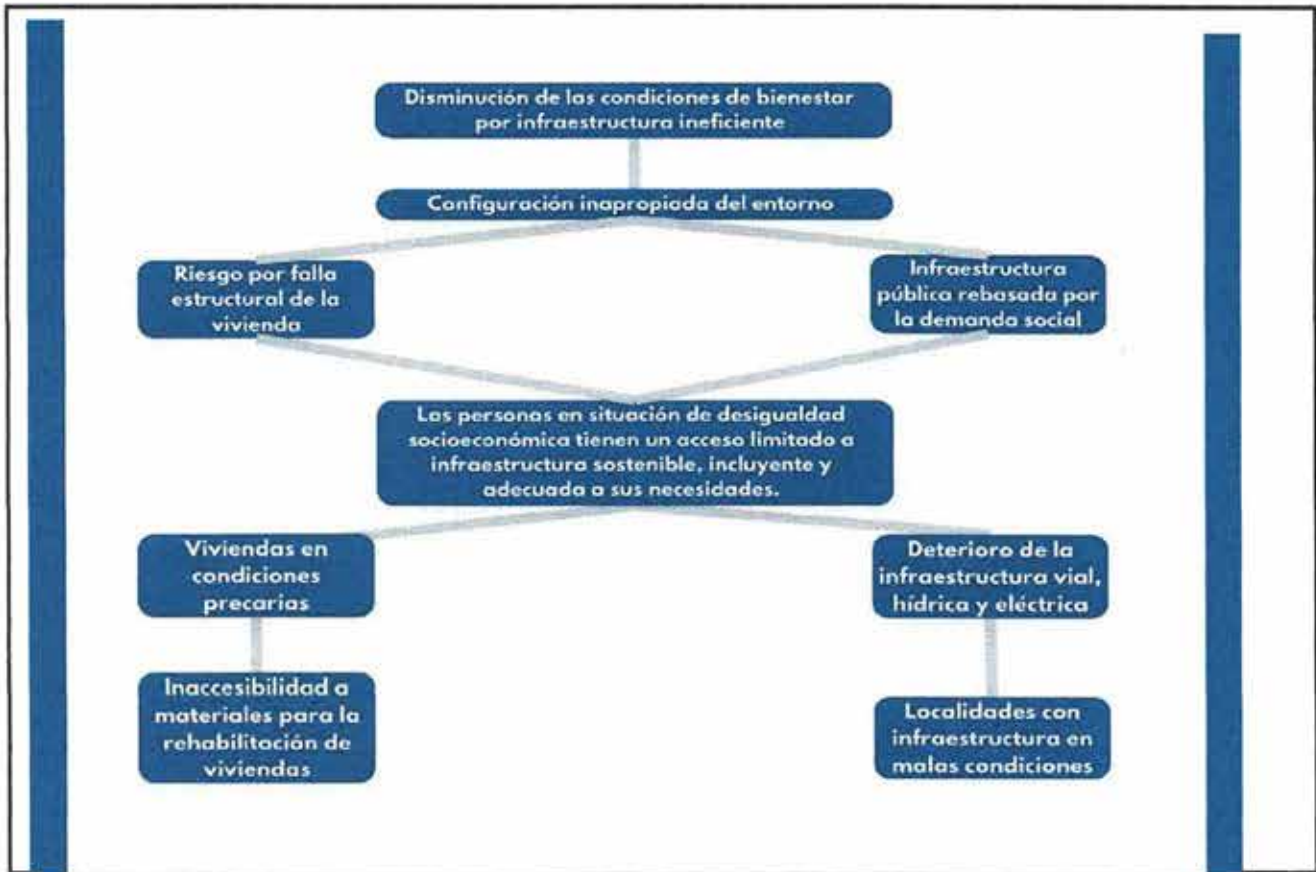 Disminución de las condiciones de bienestar
por infraestructura ineficiente
Configuración inapropiada del entorno
Riesgo por falla
estructural de la
vivienda
Infraestructura
pública rebasada por
la demanda social
Las personas en situación de desigualdad
socioeconómica tienen un acceso limitado a
infraestructura sostenible, incluyente y
adecuada a sus necesidades.
Viviendas en
condiciones
precarias
Deterioro de la
infraestructura vial,
hídrica y eléctrica
Inaccesibilidad a
materiales para la
rehabilitación de
viviendas
Localidades con
infraestructura en
malas condiciones